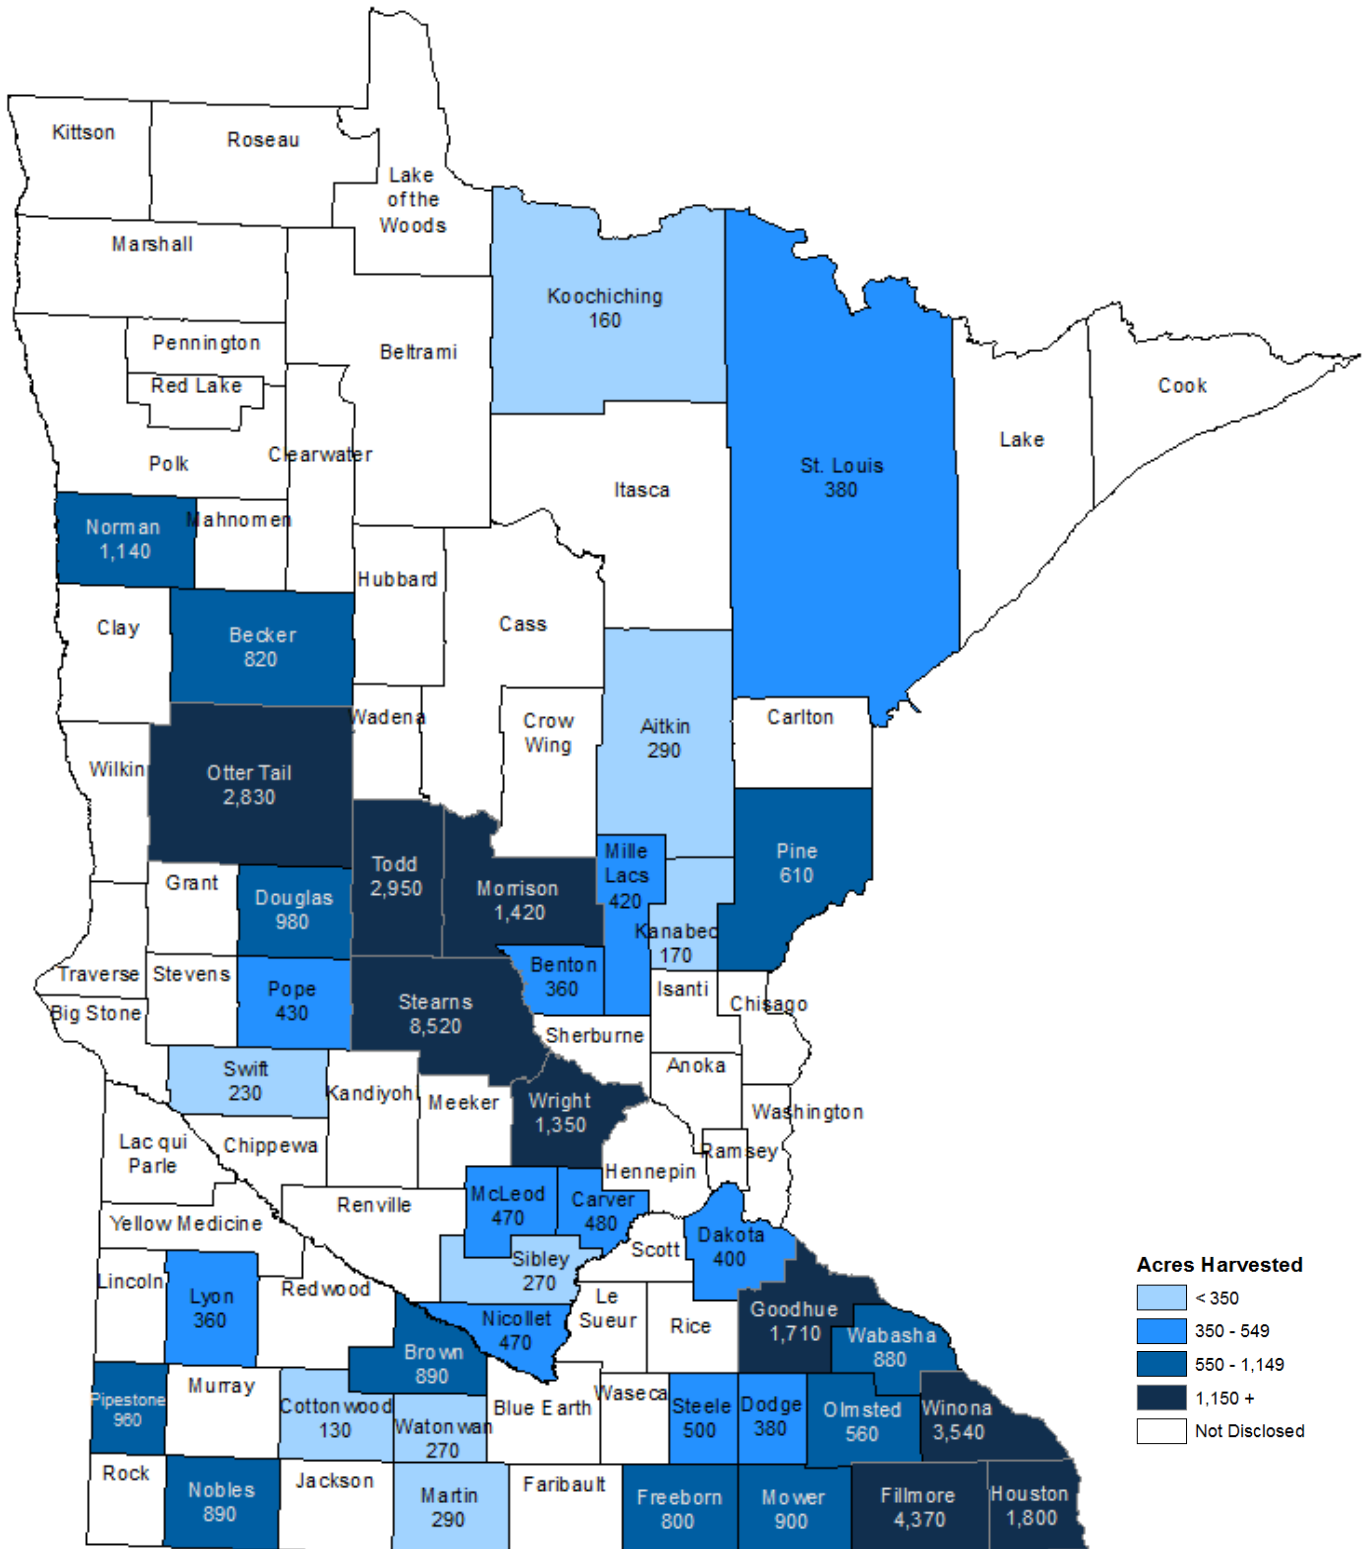 Kittson
Roseau
Lake
of the
Woods
Marshall
Koochiching
160
Pennington
Beltrami
Red Lake
Cook
Lake
Clearwater
Polk
St. Louis
380
Itasca
Norman
1,140
Mahnomen
Hubbard
Cass
Clay
Becker
820
Wadena
Crow
Wing
Aitkin
290
Carlton
Wilkin
Otter Tail
2,830
Todd
2,950
Morrison
1,420
Mille
Lacs
420
Pine
610
Grant
Douglas
980
Kanabec
170
Traverse
Stevens
Pope
430
Stearns
8,520
Benton
360
Isanti
Chisago
Big Stone
Sherburne
Swift
230
Kandiyohi
Meeker
Wright
1,350
Anoka
Washington
Lac qui
Parle
Chippewa
Ramsey
Hennepin
Renville
McLeod
470
Carver
480
Yellow Medicine
Scott
Dakota
400
Sibley
270
Lincoln
Lyon
360
Redwood
Nicollet
470
Le
Sueur
Rice
Goodhue
1,710
Wabasha
880
Brown
890
Pipestone
960
Murray
Cottonwood
130
Watonwan
270
Blue Earth
Waseca
Steele
500
Dodge
380
Olmsted
560
Winona
3,540
Rock
Nobles
890
Jackson
Martin
290
Faribault
Freeborn
800
Mower
900
Fillmore
4,370
Houston
1,800
Acres Harvested
< 350
350 - 549
550 - 1,149
1,150 +
Not Disclosed